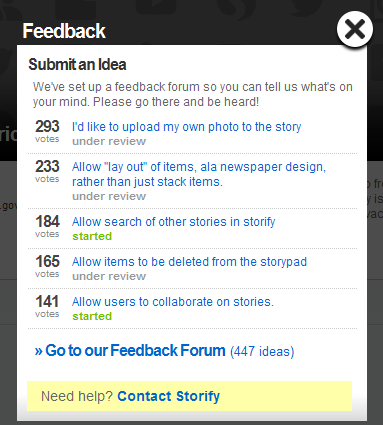 Feedback
Submit an Idea
We've set up a feedback forum so you can tell us what's on
your mind. Please go there and be heard!
293
votes
I'd like to upload my own photo to the story
under review
233
votes
Allow "lay out" of items, ala newspaper design,
rather than just stack items.
under review
184
votes
Allow search of other stories in storify
started
165
votes
Allow items to be deleted from the storypad
under review
141
votes
Allow users to collaborate on stories.
started
» Go to our Feedback Forum (447 ideas)
Need help? Contact Storify